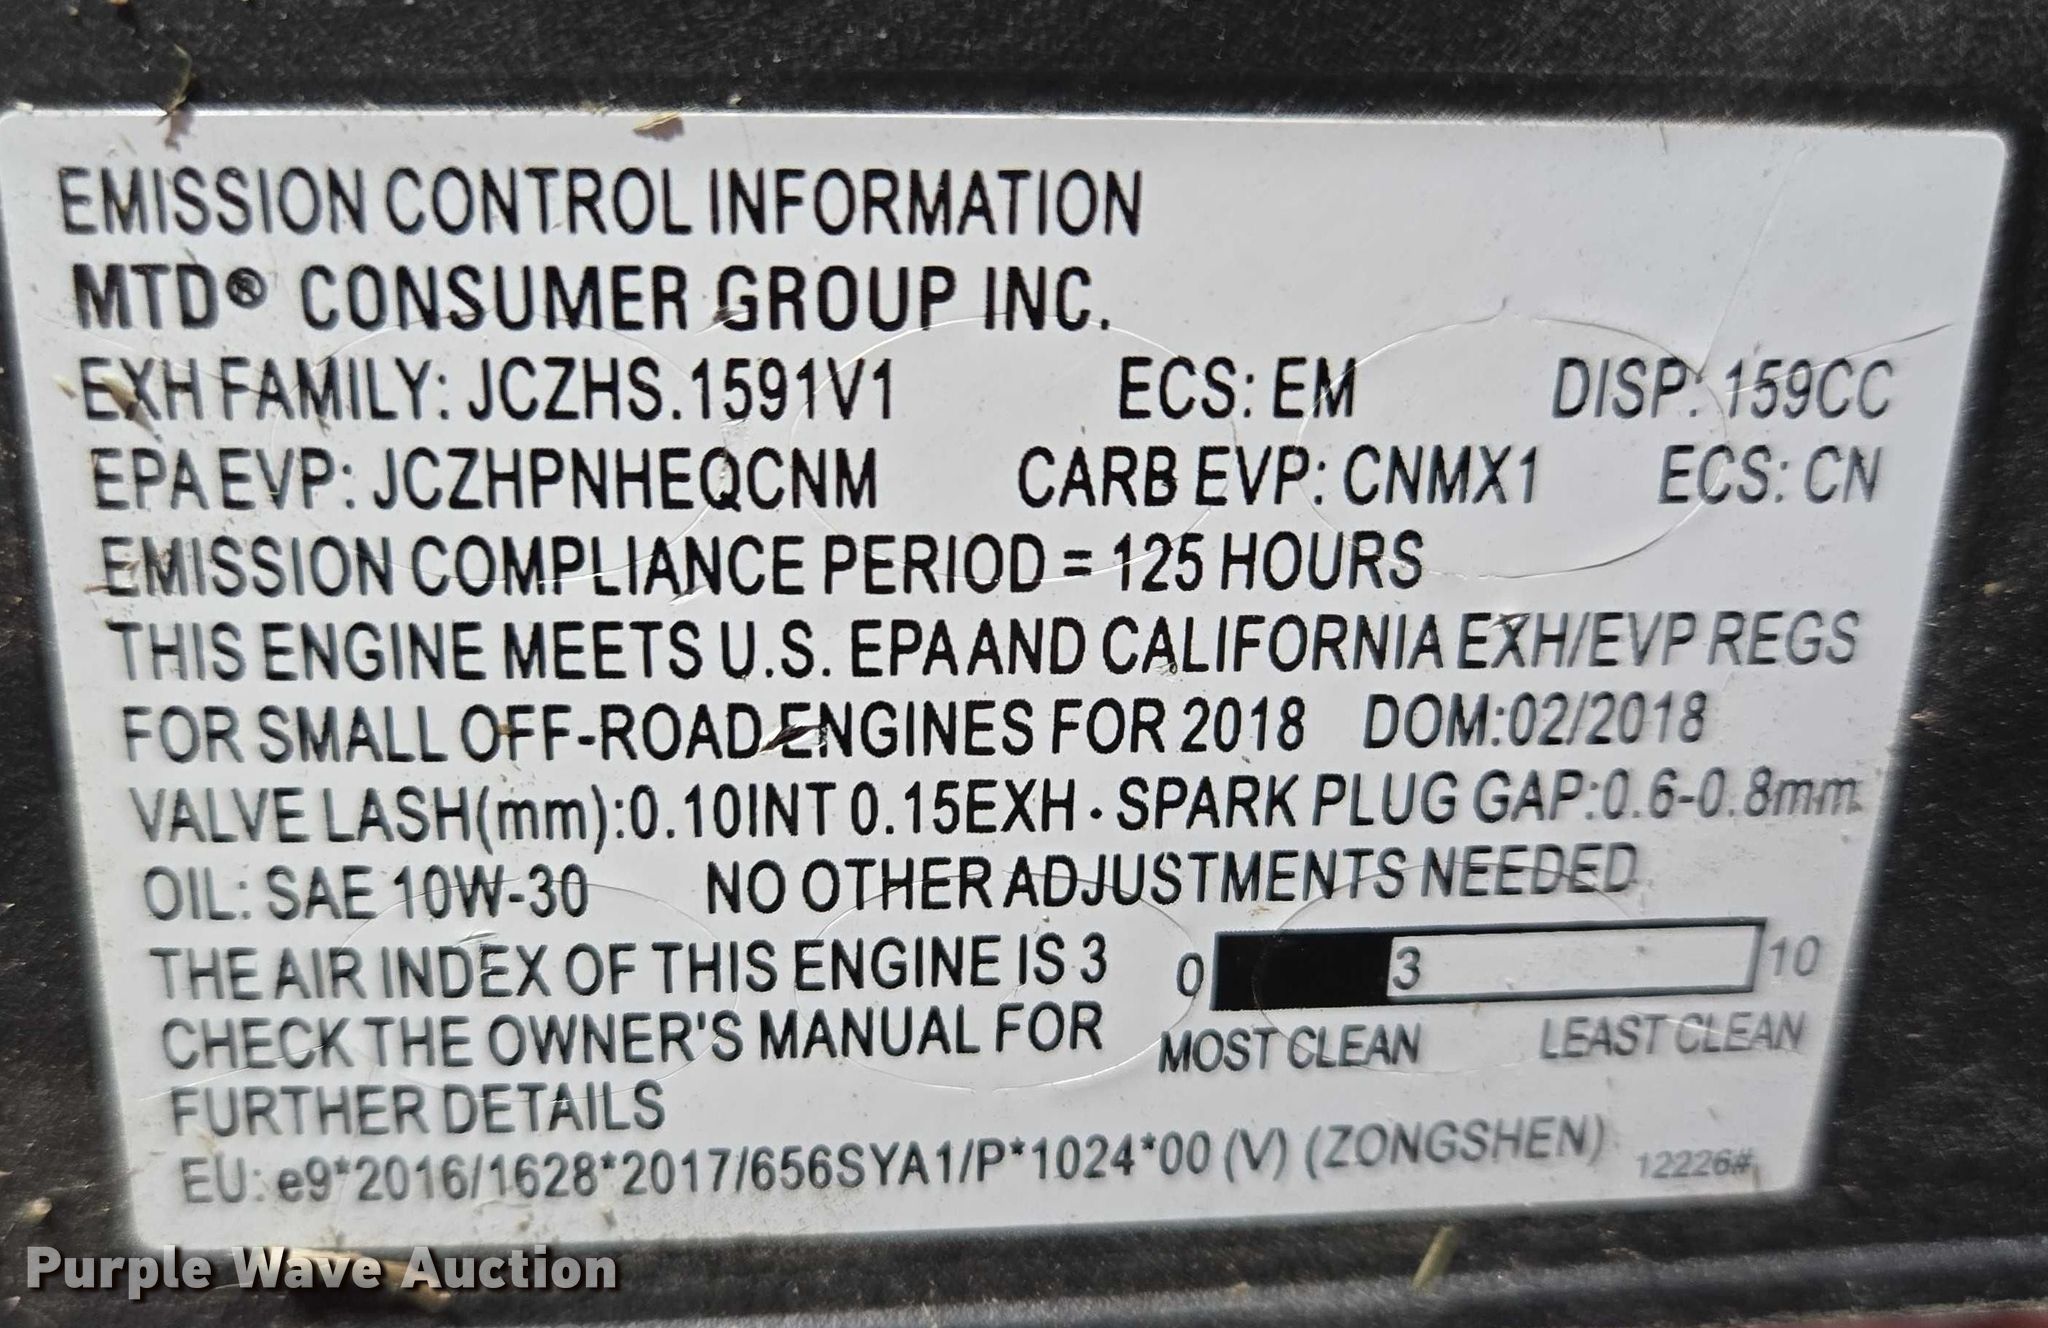 EMISSION CONTROL INFORMATION
MTD® CONSUMER GROUP INC.
EXH FAMILY: JCZHS.1591V1 ECS: EM DISP: 159CC
EPA EVP: JCZHPNHEQCNM CARB EVP: CNMX1 ECS: CN
EMISSION COMPLIANCE PERIOD = 125 HOURS
THIS ENGINE MEETS U.S. EPA AND CALIFORNIA EXH/EVP REGS
FOR SMALL OFF-ROAD ENGINES FOR 2018 DOM:02/2018
VALVE LASH(mm):0.10INT 0.15EXH · SPARK PLUG GAP:0.6-0.8mm
OIL: SAE 10W-30 NO OTHER ADJUSTMENTS NEEDED
THE AIR INDEX OF THIS ENGINE IS 3 0 3 10
CHECK THE OWNER'S MANUAL FOR MOST CLEAN LEAST CLEAN
FURTHER DETAILS
EU: e9*2016/1628*2017/656SYA1/P*1024*00 (V) (ZONGSHEN) 12226#
Purple Wave Auction